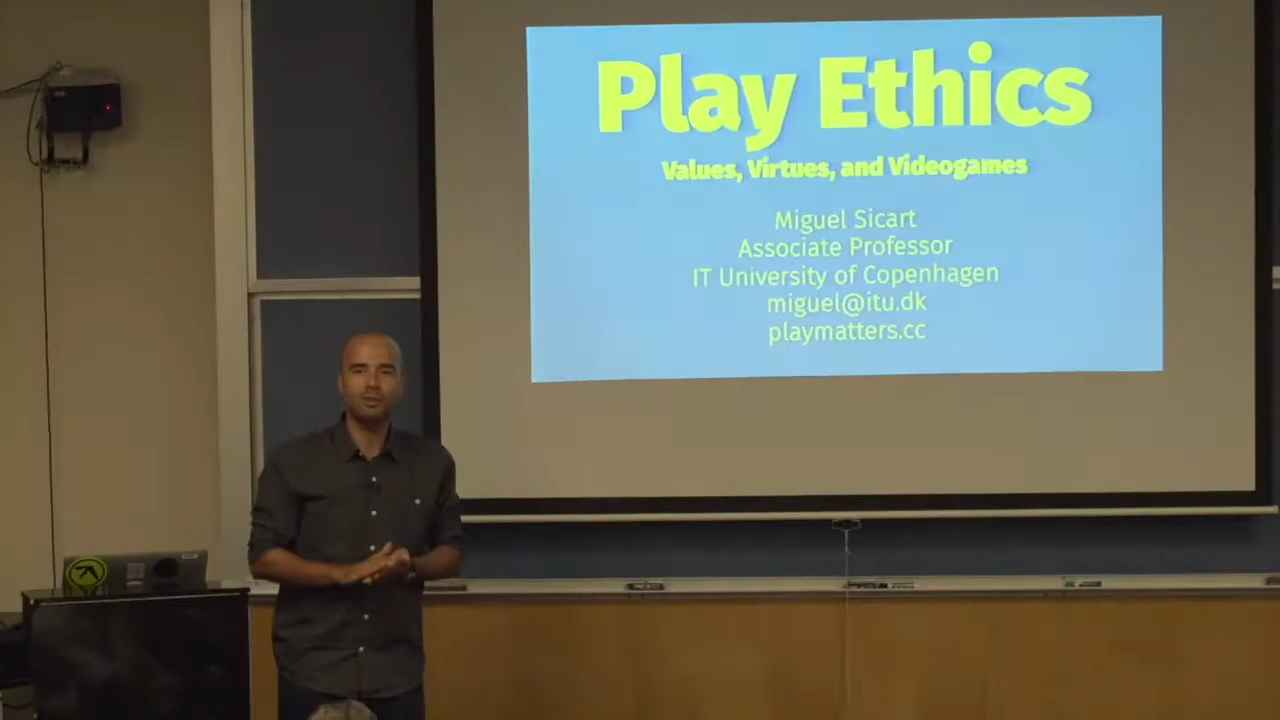 Play Ethics
Values, Virtues, and Videogames
Miguel Sicart
Associate Professor
IT University of Copenhagen
miguel@itu.dk
playmatters.cc